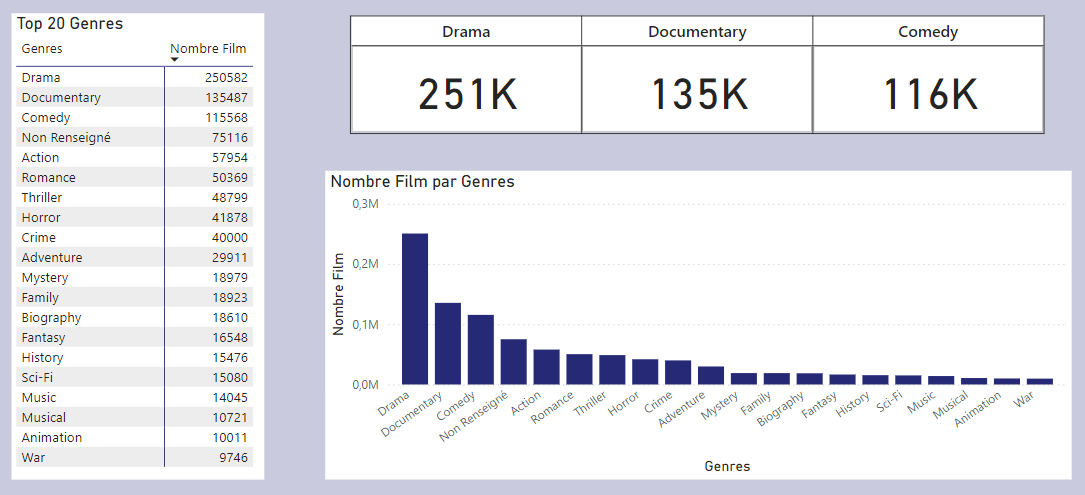 Top 20 Genres
Genres Nombre Film
Drama 250582
Documentary 135487
Comedy 115568
Non Renseigné 75116
Action 57954
Romance 50369
Thriller 48799
Horror 41878
Crime 40000
Adventure 29911
Mystery 18979
Family 18923
Biography 18610
Fantasy 16548
History 15476
Sci-Fi 15080
Music 14045
Musical 10721
Animation 10011
War 9746
Drama Documentary Comedy
251K 135K 116K
Nombre Film par Genres
Nombre Film
0,3M
0,2M
0,1M
0,0M
Drama Documentary Comedy Non Renseigné Action Romance Thriller Horror Crime Adventure Mystery Family Biography Fantasy History Sci-Fi Music Musical Animation War
Genres